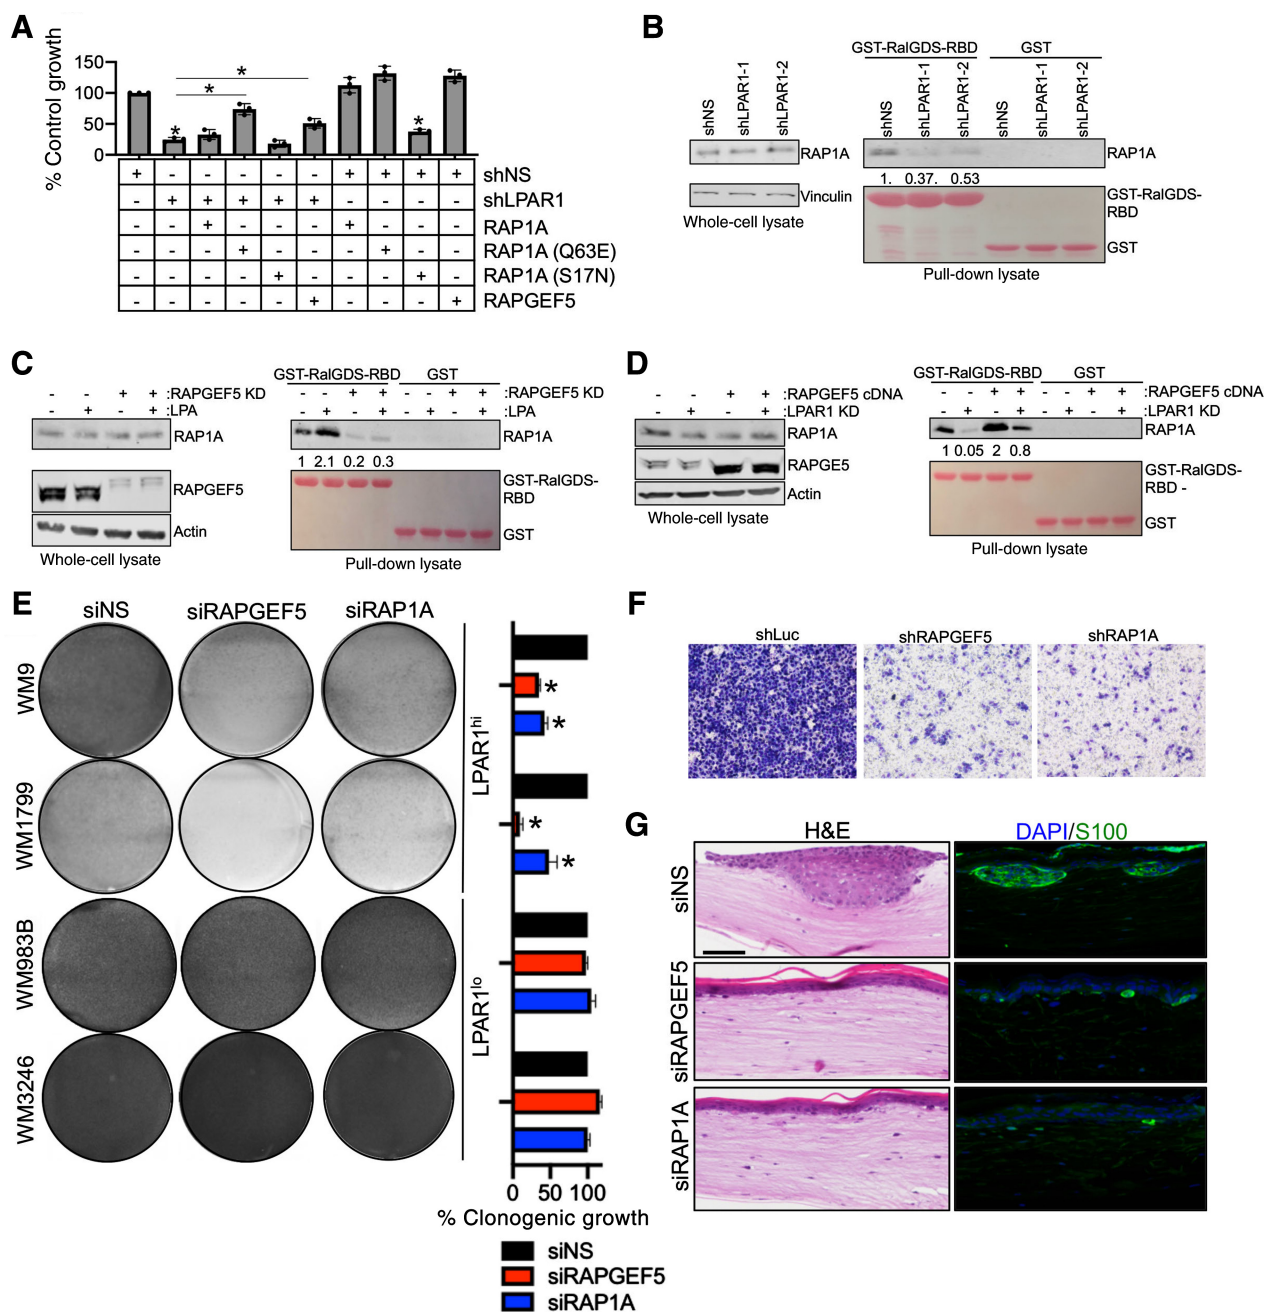 A
% Control growth
150
100
50
0
*
*
*
*
+ - - - - - + + + + shNS
- + + + + + - - - - shLPAR1
- - + - - - + - - - RAP1A
- - - + - - - + - - RAP1A (Q63E)
- - - - + - - - + - RAP1A (S17N)
- - - - - + - - - + RAPGEF5
B
shNS
shLPAR1-1
shLPAR1-2
RAP1A
Vinculin
Whole-cell lysate
GST-RalGDS-RBD GST
shNS
shLPAR1-1
shLPAR1-2
shNS
shLPAR1-1
shLPAR1-2
RAP1A
1. 0.37. 0.53
GST-RalGDS-
RBD
GST
Pull-down lysate
C
- - + + :RAPGEF5 KD
- + - + :LPA
RAP1A
RAPGEF5
Actin
Whole-cell lysate
GST-RalGDS-RBD GST
- - + + - - + + :RAPGEF5 KD
- + - + - + - + :LPA
RAP1A
1 2.1 0.2 0.3
GST-RalGDS-
RBD
GST
Pull-down lysate
D
- - + + :RAPGEF5 cDNA
- + - + :LPAR1 KD
RAP1A
RAPGE5
Actin
Whole-cell lysate
GST-RalGDS-RBD GST
- - + + - - + + :RAPGEF5 cDNA
- + - + - + - + :LPAR1 KD
RAP1A
1 0.05 2 0.8
GST-RalGDS-
RBD -
GST
Pull-down lysate
E
siNS siRAPGEF5 siRAP1A
WM9
WM1799
WM983B
WM3246
LPAR1hi
LPAR1lo
*
*
*
*
0 50 100
% Clonogenic growth
siNS
siRAPGEF5
siRAP1A
F
shLuc shRAPGEF5 shRAP1A
G
H&E DAPI/S100
siNS
siRAPGEF5
siRAP1A